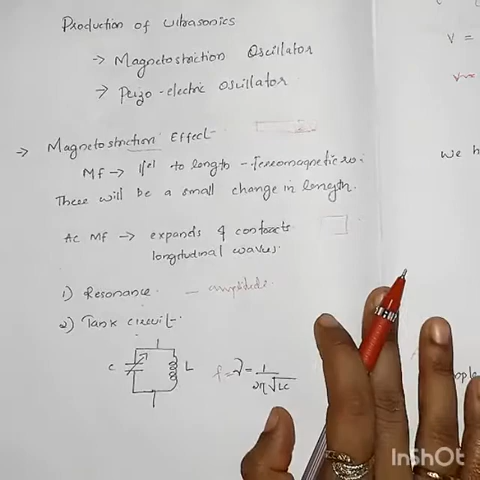 Production of Ultrasonics
→ Magnetostriction Oscillator
→ Peizo-electric Oscillator
→ Magnetostriction Effect-
MF → ||el to length - ferromagnetic ro.
There will be a small change in length.
AC MF → expands & contracts
longitudinal waves.
1) Resonance - amplitude.
2) Tank circuit-
C L f = ν = 1/2π√LC
V =
We h
InShOt